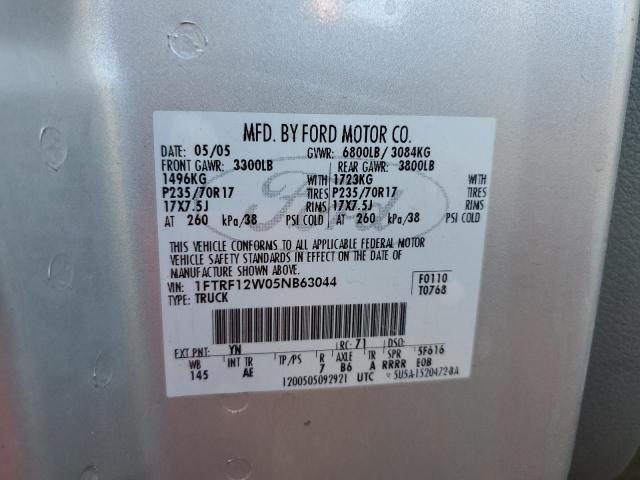 MFD. BY FORD MOTOR CO.
DATE: 05/05 GVWR: 6800LB/ 3084KG
FRONT GAWR: 3300LB REAR GAWR: 3800LB
1496KG WITH 1723KG WITH
P235/70R17 TIRES P235/70R17 TIRES
17X7.5J RIMS 17X7.5J RIMS
AT 260 kPa/38 PSI COLD AT 260 kPa/38 PSI COLD
Ford
THIS VEHICLE CONFORMS TO ALL APPLICABLE FEDERAL MOTOR
VEHICLE SAFETY STANDARDS IN EFFECT ON THE DATE OF
MANUFACTURE SHOWN ABOVE.
VIN: 1FTRF12W05NB63044 F0110
TYPE: TRUCK T0768
EXT PNT: YN RC: 71 DSO:
WB INT TR TP/PS R AXLE TR SPR 5F616
145 AE 7 B6 A RRRR E0B
1200505092921 UTC 5U5A-1520472-BA